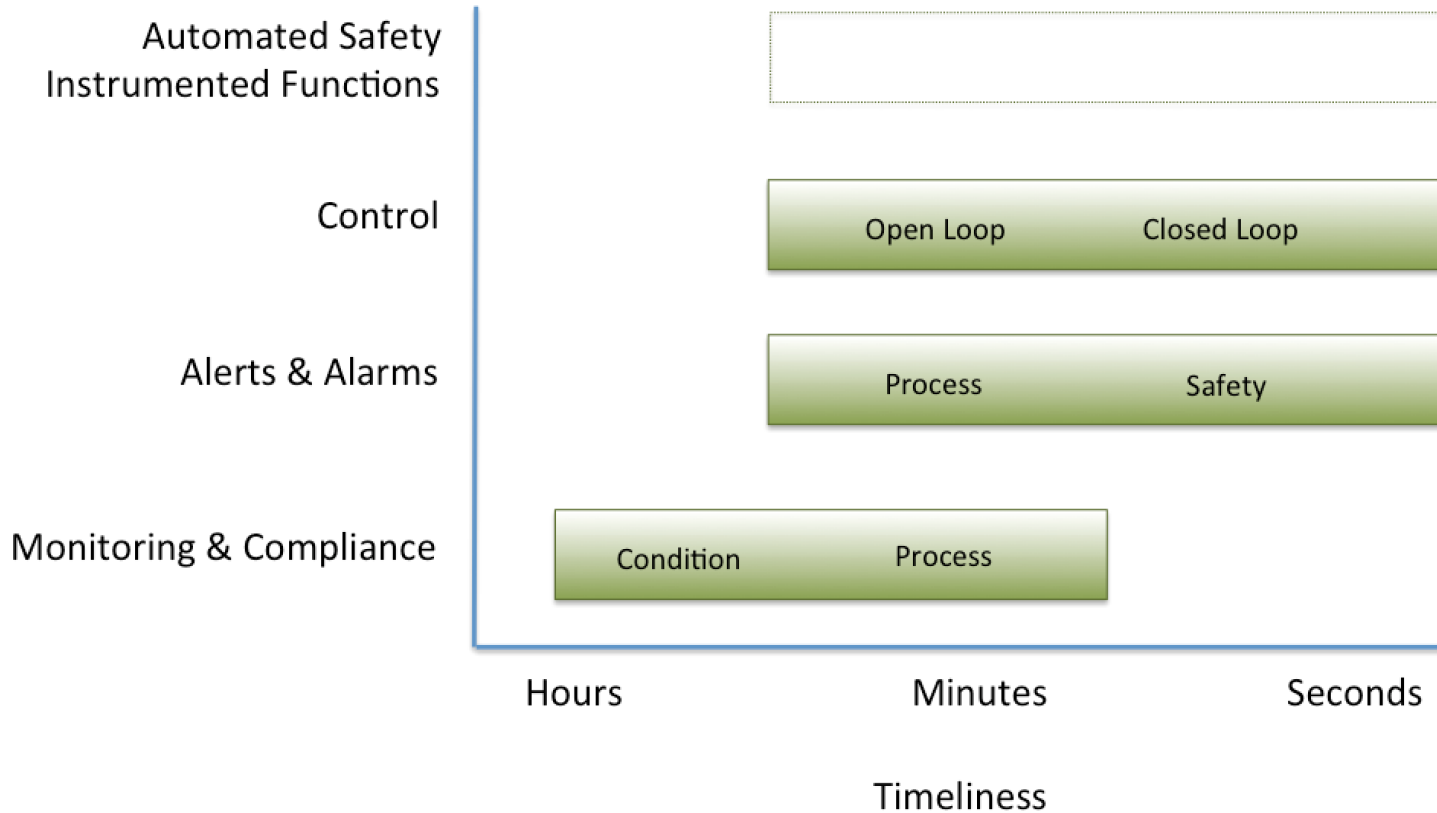 Automated Safety
Instrumented Functions
Control
Open Loop
Closed Loop
Alerts & Alarms
Process
Safety
Monitoring & Compliance
Condition
Process
Hours
Minutes
Seconds
Timeliness